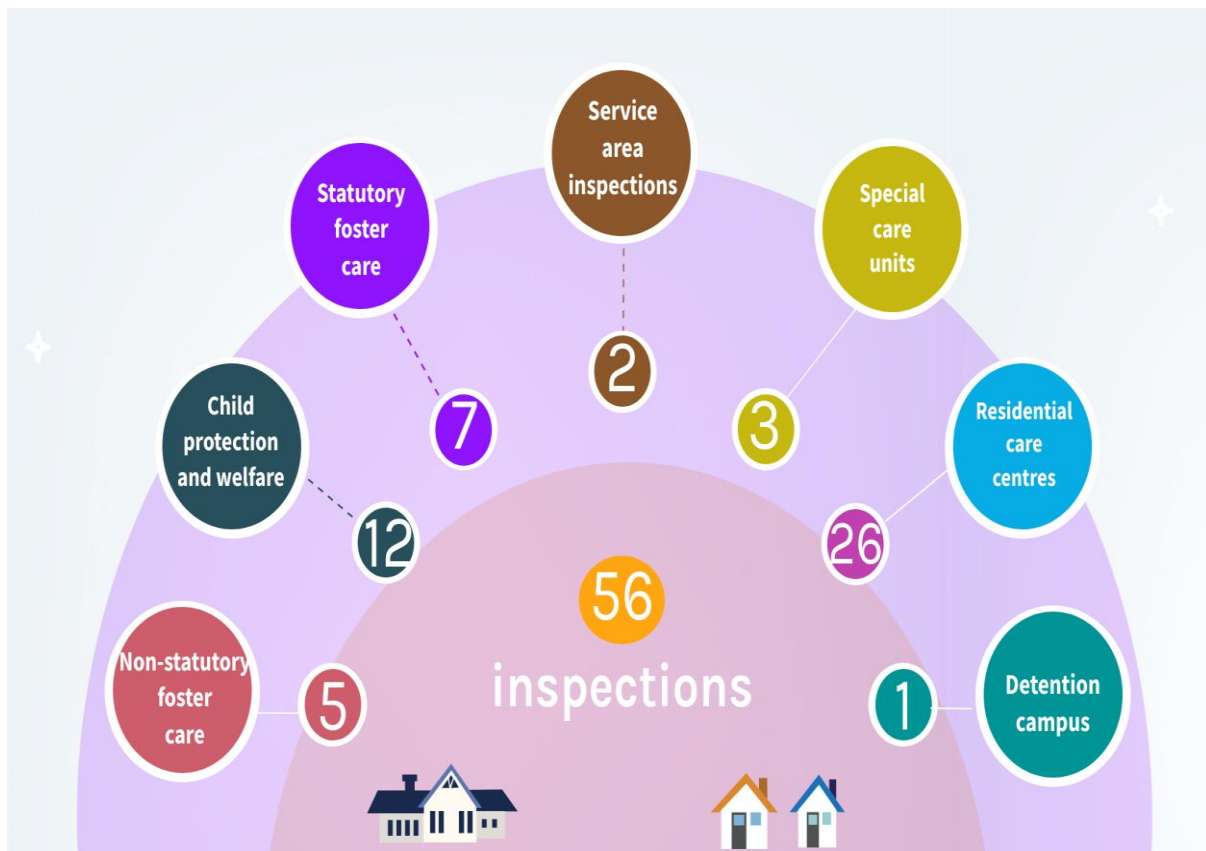 Service
area
inspections
2
Statutory
foster
care
7
Special
care
units
3
Child
protection
and welfare
12
Residential
care
centres
26
Non-statutory
foster
care
5
56
inspections
Detention
campus
1